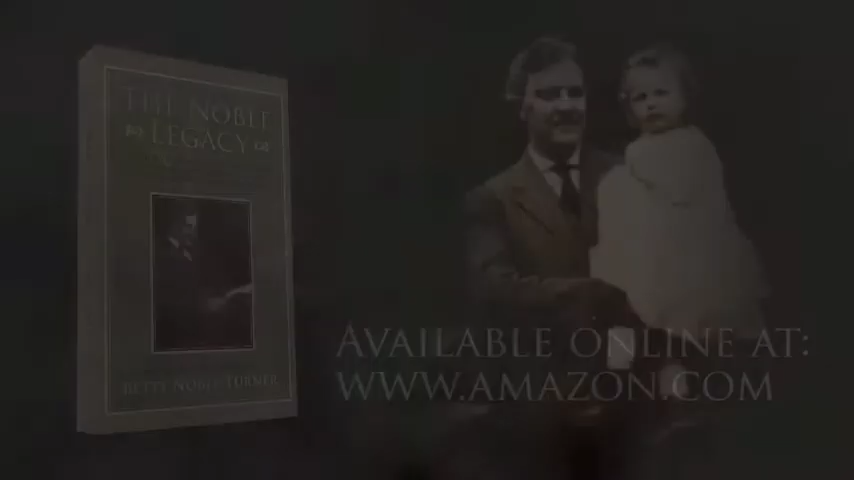 THE NOBLE
LEGACY
BETTY NOBLE TURNER
AVAILABLE ONLINE AT:
WWW.AMAZON.COM